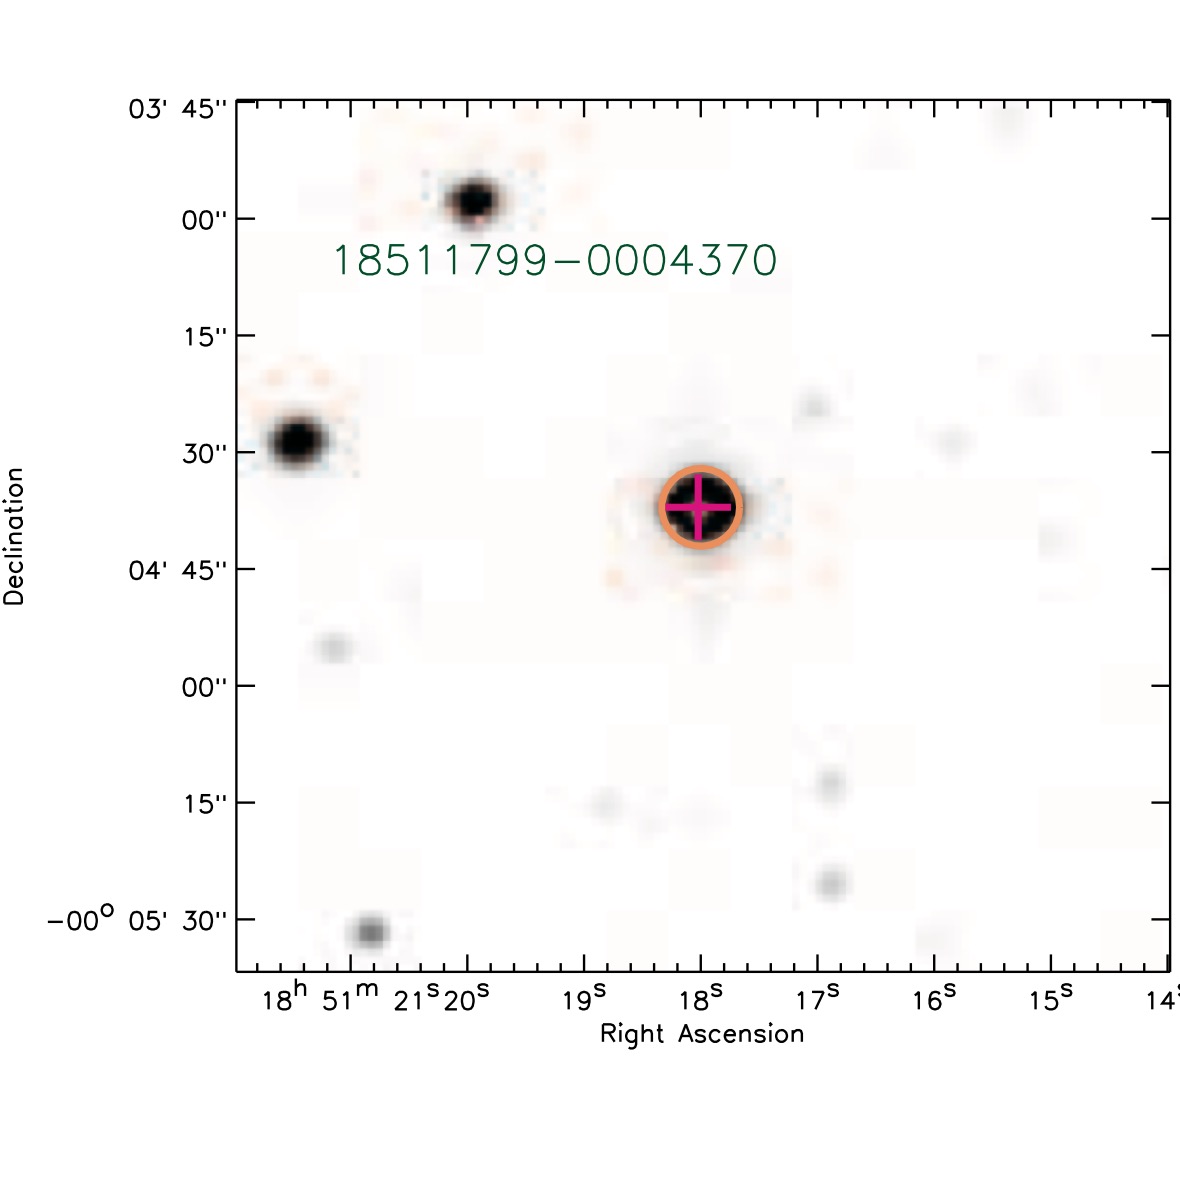 03' 45"
00"
18511799-0004370
15"
30"
Declination
04' 45"
00"
15"
-00° 05' 30"
18h 51m 21s 20s 19s 18s 17s 16s 15s 14s
Right Ascension